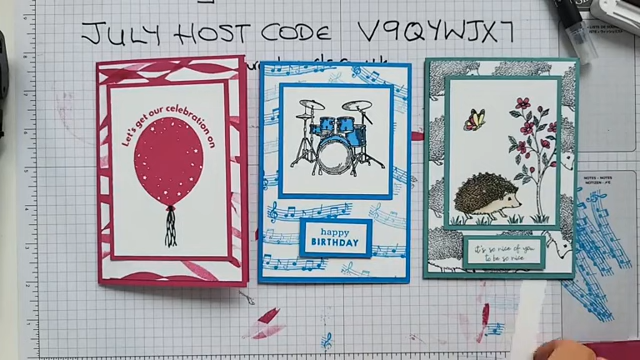 JULY HOST CODE V9QYWJX7
Let's get our celebration on
happy
BIRTHDAY
it's so nice of you
to be so nice